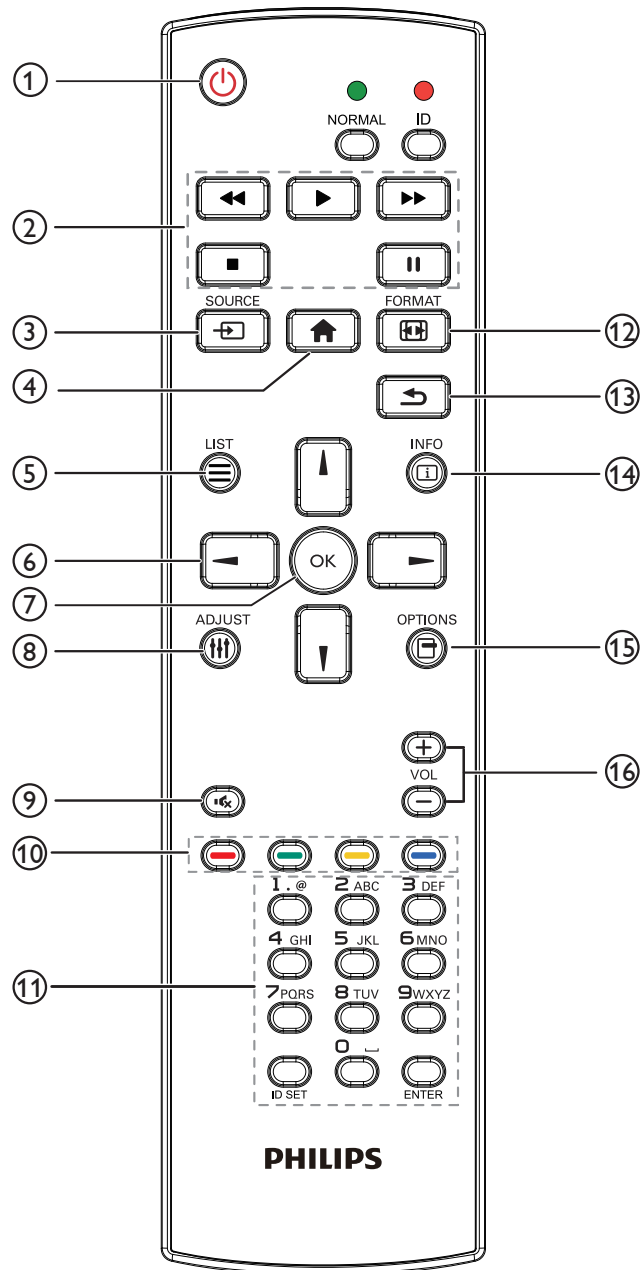 ①
NORMAL ID
②
SOURCE FORMAT
③ ⑫
④ ⑬
LIST INFO
⑤ i ⑭
⑥
OK
⑦
ADJUST OPTIONS
⑧ ⑮
+
VOL ⑯
⑨ −
⑩
1 . @ 2 ABC 3 DEF
4 GHI 5 JKL 6 MNO
⑪ 7 PQRS 8 TUV 9 WXYZ
0 ⎵
ID SET ENTER
PHILIPS